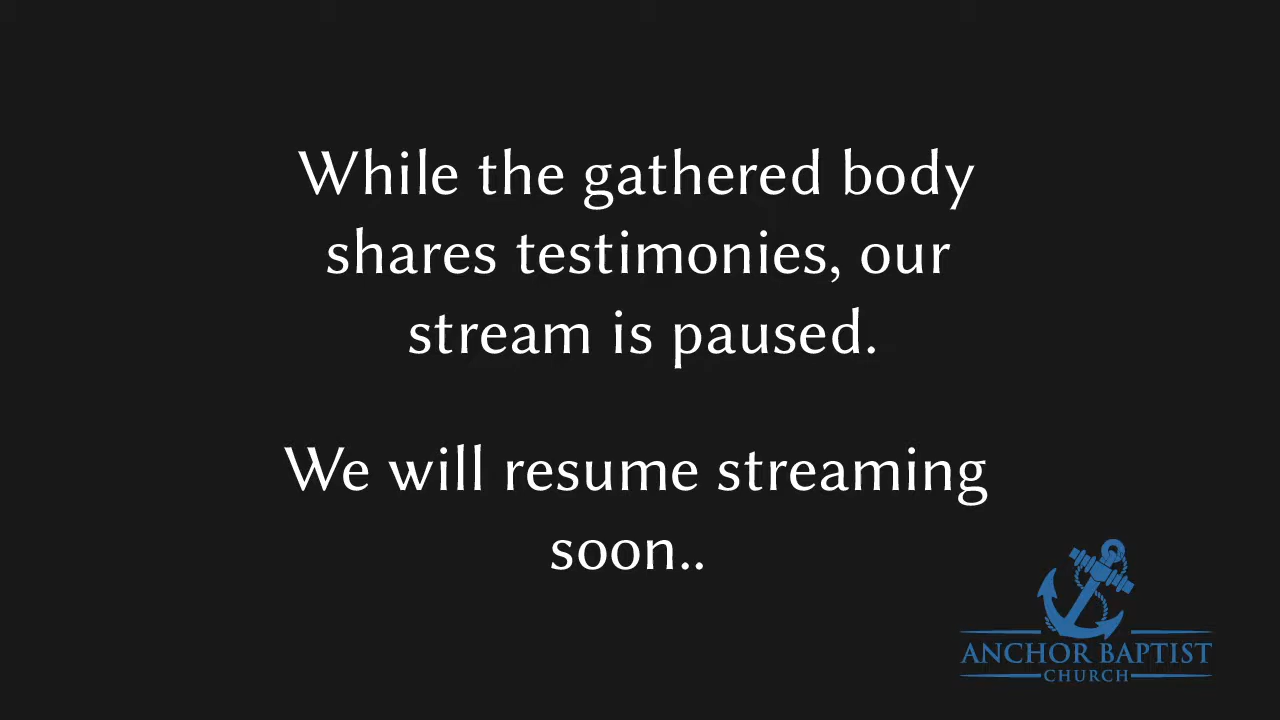 While the gathered body
shares testimonies, our
stream is paused.
We will resume streaming
soon..
ANCHOR BAPTIST
CHURCH